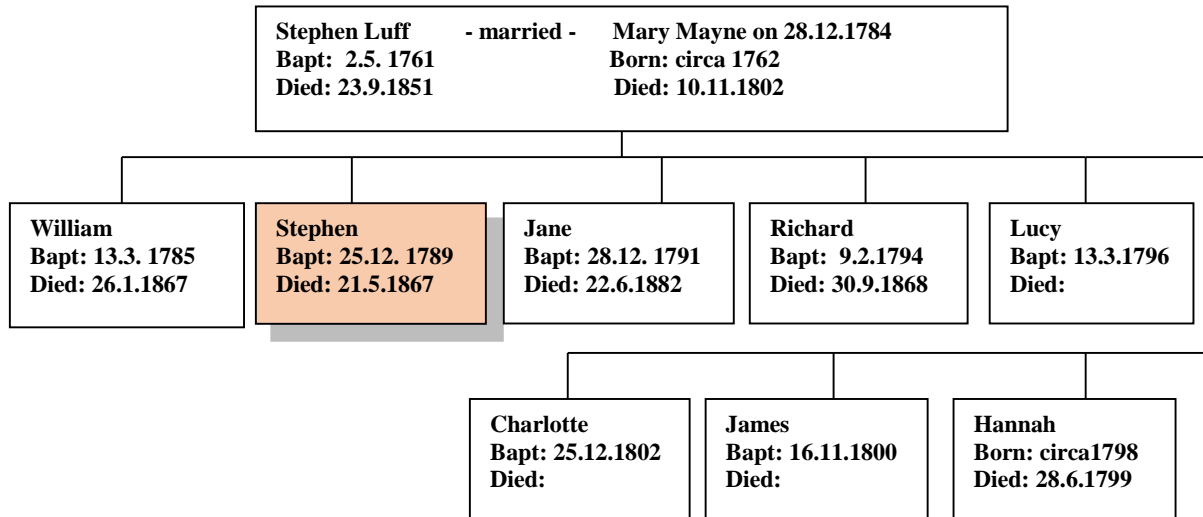 Stephen Luff - married - Mary Mayne on 28.12.1784
Bapt: 2.5. 1761 Born: circa 1762
Died: 23.9.1851 Died: 10.11.1802
William
Bapt: 13.3. 1785
Died: 26.1.1867
Stephen
Bapt: 25.12. 1789
Died: 21.5.1867
Jane
Bapt: 28.12. 1791
Died: 22.6.1882
Richard
Bapt: 9.2.1794
Died: 30.9.1868
Lucy
Bapt: 13.3.1796
Died:
Charlotte
Bapt: 25.12.1802
Died:
James
Bapt: 16.11.1800
Died:
Hannah
Born: circa1798
Died: 28.6.1799